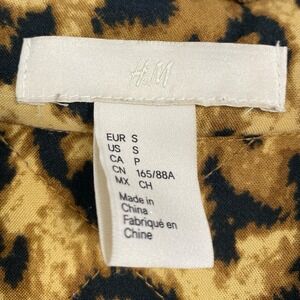 H&M
EUR S
US S
CA P
CN 165/88A
MX CH
Made in
China
Fabriqué en
Chine